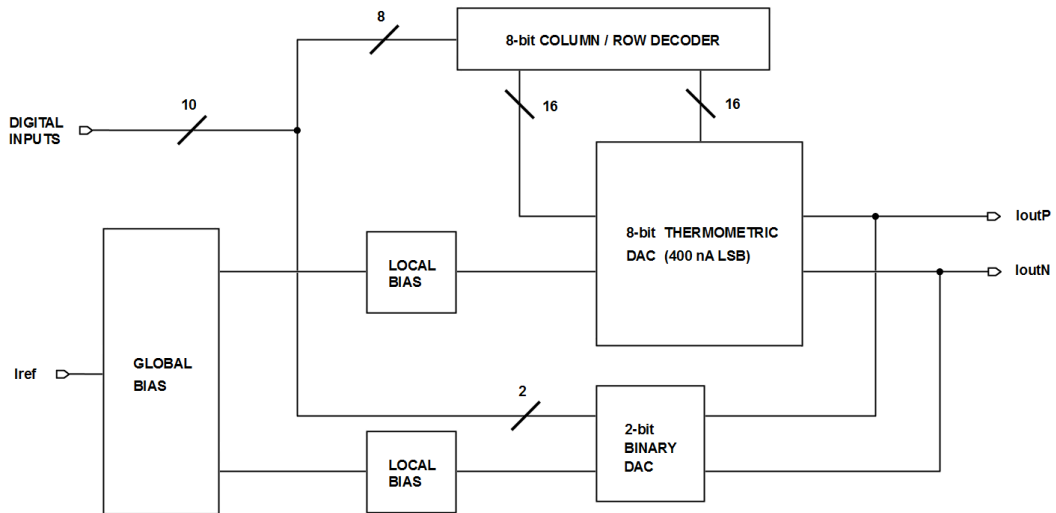 8
8-bit COLUMN / ROW DECODER
16
16
10
DIGITAL
INPUTS
8-bit THERMOMETRIC
DAC (400 nA LSB)
IoutP
IoutN
LOCAL
BIAS
GLOBAL
BIAS
Iref
2
2-bit
BINARY
DAC
LOCAL
BIAS